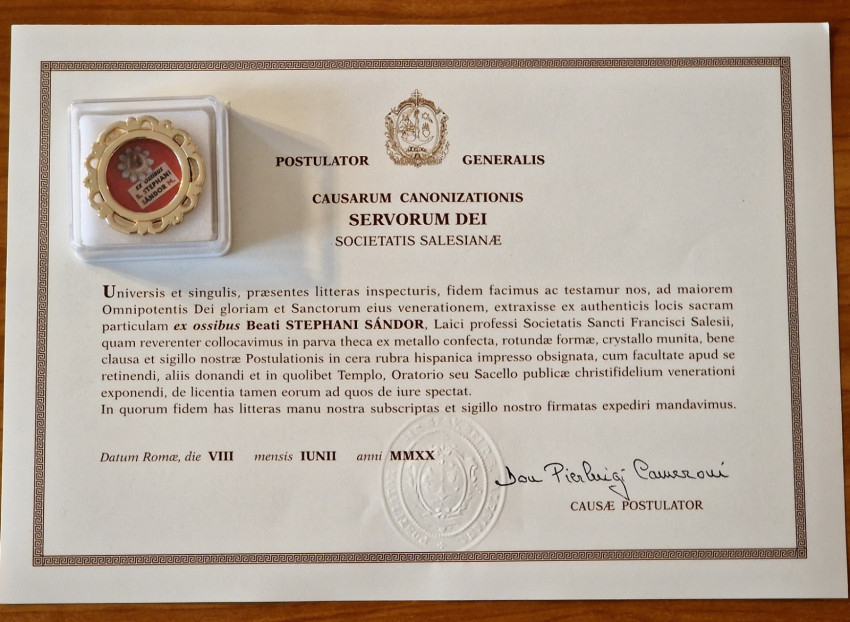 EX OSSIBUS
B. STEPHANI
SÁNDOR M.
POSTULATOR GENERALIS
CAUSARUM CANONIZATIONIS
SERVORUM DEI
SOCIETATIS SALESIANÆ
Universis et singulis, præsentes litteras inspecturis, fidem facimus ac testamur nos, ad maiorem
Omnipotentis Dei gloriam et Sanctorum eius venerationem, extraxisse ex authenticis locis sacram
particulam ex ossibus Beati STEPHANI SÁNDOR, Laici professi Societatis Sancti Francisci Salesii,
quam reverenter collocavimus in parva theca ex metallo confecta, rotundæ formæ, crystallo munita, bene
clausa et sigillo nostræ Postulationis in cera rubra hispanica impresso obsignata, cum facultate apud se
retinendi, aliis donandi et in quolibet Templo, Oratorio seu Sacello publicæ christifidelium venerationi
exponendi, de licentia tamen eorum ad quos de iure spectat.
In quorum fidem has litteras manu nostra subscriptas et sigillo nostro firmatas expediri mandavimus.
Datum Romæ, die VIII mensis IUNII anni MMXX
Don Pierluigi Cameroni
CAUSÆ POSTULATOR